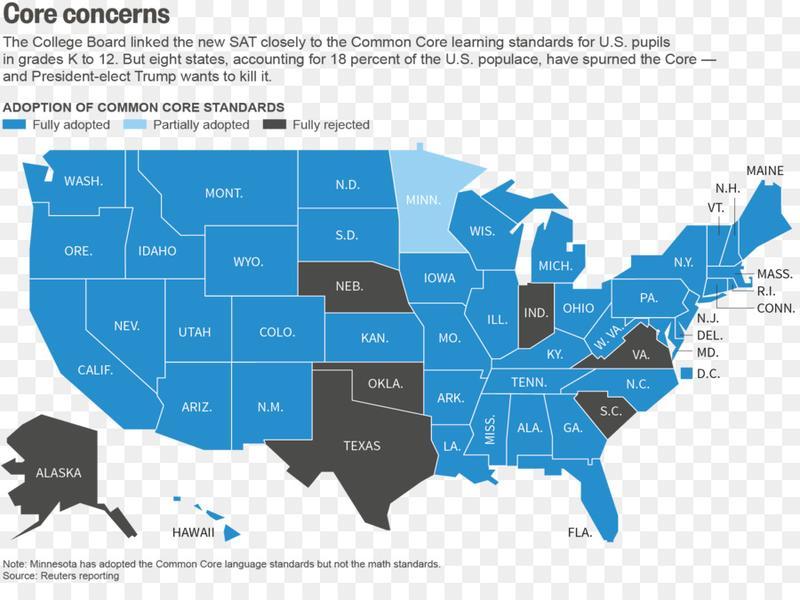 Core concerns
The College Board linked the new SAT closely to the Common Core learning standards for U.S. pupils
in grades K to 12. But eight states, accounting for 18 percent of the U.S. populace, have spurned the Core —
and President-elect Trump wants to kill it.
ADOPTION OF COMMON CORE STANDARDS
Fully adopted Partially adopted Fully rejected
MAINE
N.H.
VT.
WASH.
MONT.
N.D.
MINN.
ORE.
IDAHO
WYO.
S.D.
WIS.
MICH.
N.Y.
MASS.
R.I.
CONN.
NEB.
IOWA
ILL.
IND.
OHIO
PA.
N.J.
DEL.
MD.
D.C.
NEV.
UTAH
COLO.
KAN.
MO.
KY.
W. VA.
VA.
CALIF.
ARIZ.
N.M.
OKLA.
ARK.
TENN.
N.C.
S.C.
TEXAS
LA.
MISS.
ALA.
GA.
ALASKA
HAWAII
FLA.
Note: Minnesota has adopted the Common Core language standards but not the math standards.
Source: Reuters reporting